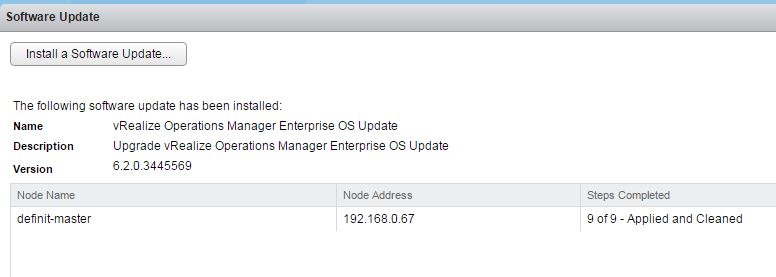 Software Update
Install a Software Update...
The following software update has been installed:
Name vRealize Operations Manager Enterprise OS Update
Description Upgrade vRealize Operations Manager Enterprise OS Update
Version 6.2.0.3445569
Node Name Node Address Steps Completed
definit-master 192.168.0.67 9 of 9 - Applied and Cleaned